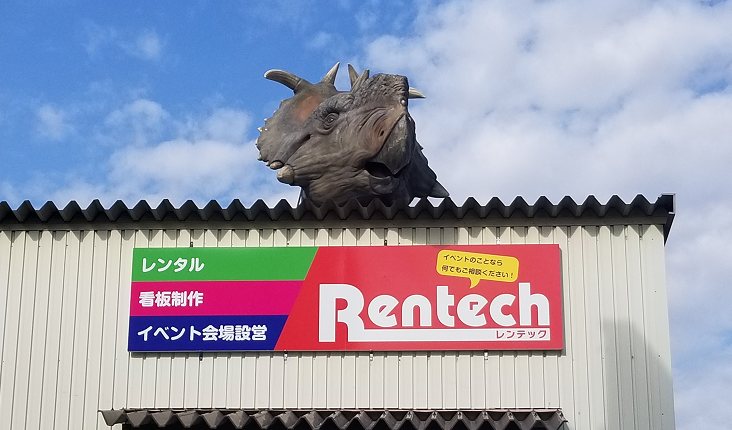 レンタル
看板制作
イベント会場設営
イベントのことなら
何でもご相談ください!
Rentech
レンテック